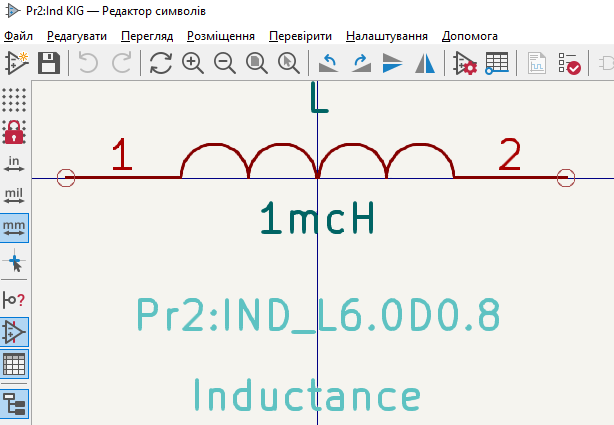 Pr2:Ind KIG — Редактор символів
Файл Редагувати Перегляд Розміщення Перевірити Налаштування Допомога
L
1 2
in
mil
mm
1mcH
Pr2:IND_L6.0D0.8
Inductance